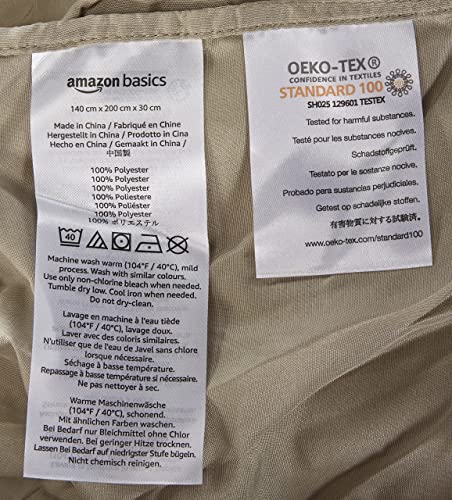 amazon basics
140 cm x 200 cm x 30 cm
Made in China / Fabriqué en Chine
Hergestellt in China / Prodotto in Cina
Hecho en China / Gemaakt in China /
中国製
100% Polyester
100% Polyester
100% Polyester
100% Poliestere
100% Poliéster
100% Polyester
100% ポリエステル
40
Machine wash warm (104°F / 40°C), mild
process. Wash with similar colours.
Use only non-chlorine bleach when needed.
Tumble dry low. Cool iron when needed.
Do not dry-clean.
Lavage en machine à l'eau tiède
(104°F / 40°C), lavage doux.
Laver avec des coloris similaires.
N'utiliser que de l'eau de Javel sans chlore
lorsque nécessaire.
Séchage à basse température.
Repassage à basse température si nécessaire.
Ne pas nettoyer à sec.
Warme Maschinenwäsche
(104°F / 40°C), schonend.
Mit ähnlichen Farben waschen.
Bei Bedarf nur Bleichmittel ohne Chlor
verwenden. Bei geringer Hitze trocknen.
Lassen Bei Bedarf auf niedrigster Stufe bügeln.
Nicht chemisch reinigen.
OEKO-TEX®
CONFIDENCE IN TEXTILES
STANDARD 100
SH025 129601 TESTEX
Tested for harmful substances.
Testé pour les substances nocives.
Schadstoffgeprüft.
Testato per le sostanze nocive.
Probado para sustancias perjudiciales.
Getest op schadelijke stoffen.
有害物質に対する試験済。
www.oeko-tex.com/standard100